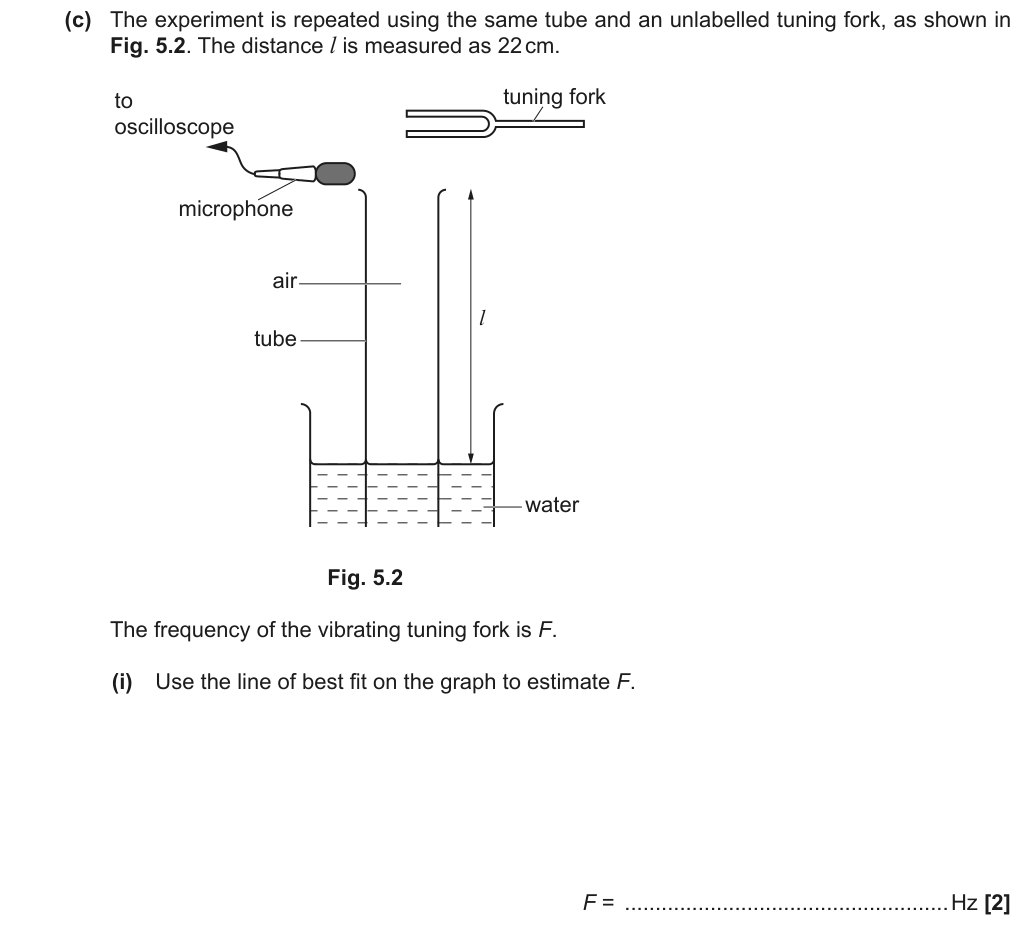 (c) The experiment is repeated using the same tube and an unlabelled tuning fork, as shown in
Fig. 5.2. The distance l is measured as 22 cm.
to
oscilloscope
tuning fork
microphone
air
tube
l
water
Fig. 5.2
The frequency of the vibrating tuning fork is F.
(i) Use the line of best fit on the graph to estimate F.
F = ..................................................... Hz [2]